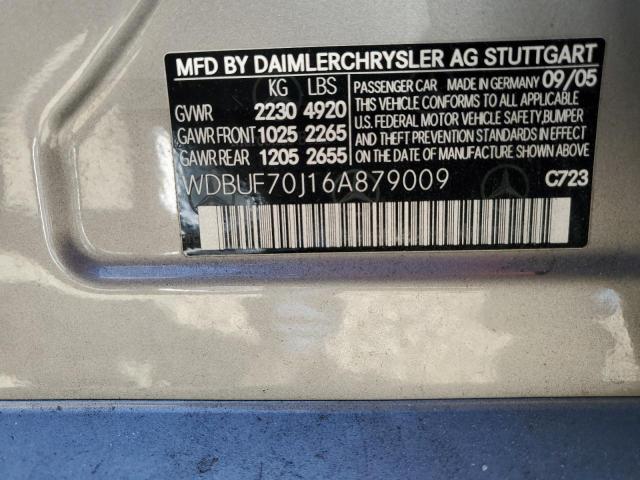 MFD BY DAIMLERCHRYSLER AG STUTTGART
KG LBS
GVWR 2230 4920
GAWR FRONT 1025 2265
GAWR REAR 1205 2655
PASSENGER CAR MADE IN GERMANY 09/05
THIS VEHICLE CONFORMS TO ALL APPLICABLE
U.S. FEDERAL MOTOR VEHICLE SAFETY, BUMPER
AND THEFT PREVENTION STANDARDS IN EFFECT
ON THE DATE OF MANUFACTURE SHOWN ABOVE.
WDBUF70J16A879009 C723